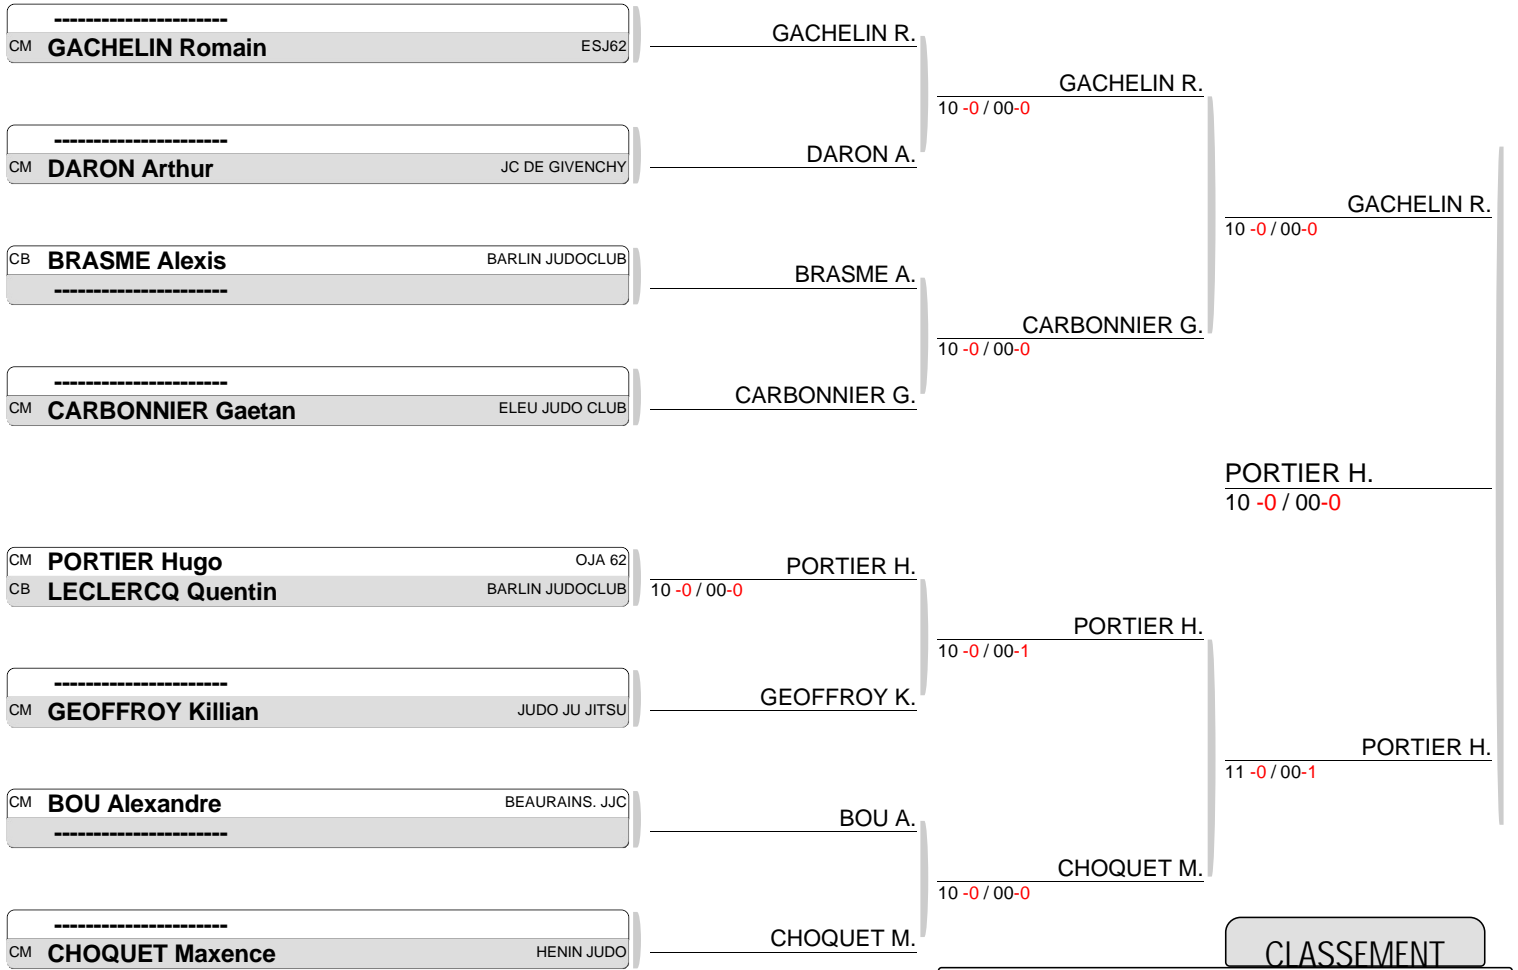 -----------------------
CM GACHELIN Romain ESJ62
-----------------------
CM DARON Arthur JC DE GIVENCHY
CB BRASME Alexis BARLIN JUDOCLUB
-----------------------
-----------------------
CM CARBONNIER Gaetan ELEU JUDO CLUB
CM PORTIER Hugo OJA 62
CB LECLERCQ Quentin BARLIN JUDOCLUB
-----------------------
CM GEOFFROY Killian JUDO JU JITSU
CM BOU Alexandre BEAURAINS. JJC
-----------------------
-----------------------
CM CHOQUET Maxence HENIN JUDO
GACHELIN R.
DARON A.
BRASME A.
CARBONNIER G.
PORTIER H.
10 -0 / 00-0
GEOFFROY K.
BOU A.
CHOQUET M.
GACHELIN R.
10 -0 / 00-0
CARBONNIER G.
10 -0 / 00-0
PORTIER H.
10 -0 / 00-1
CHOQUET M.
10 -0 / 00-0
GACHELIN R.
10 -0 / 00-0
PORTIER H.
10 -0 / 00-0
PORTIER H.
11 -0 / 00-1
CLASSEMENT